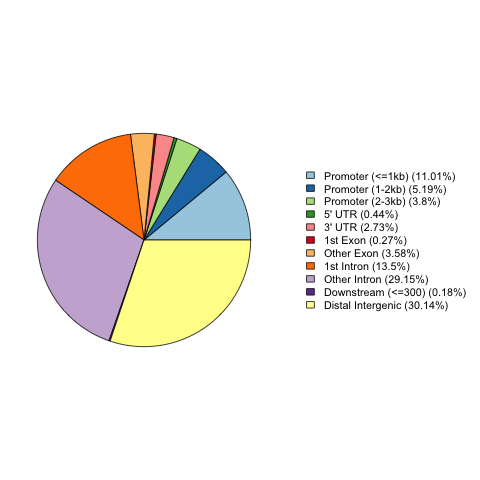 Promoter (<=1kb) (11.01%)
Promoter (1-2kb) (5.19%)
Promoter (2-3kb) (3.8%)
5' UTR (0.44%)
3' UTR (2.73%)
1st Exon (0.27%)
Other Exon (3.58%)
1st Intron (13.5%)
Other Intron (29.15%)
Downstream (<=300) (0.18%)
Distal Intergenic (30.14%)